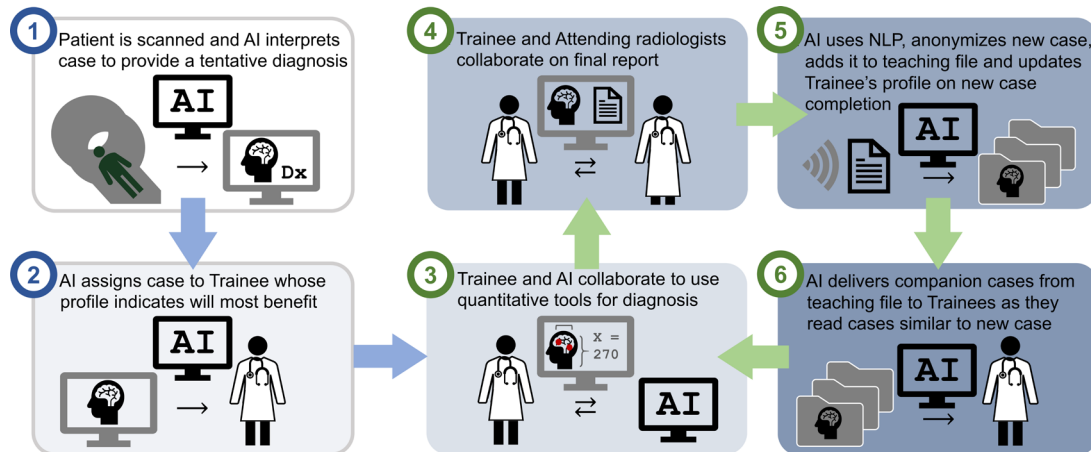 1
Patient is scanned and AI interprets
case to provide a tentative diagnosis
AI
Dx
2
AI assigns case to Trainee whose
profile indicates will most benefit
AI
3
Trainee and AI collaborate to use
quantitative tools for diagnosis
X =
270
AI
4
Trainee and Attending radiologists
collaborate on final report
5
AI uses NLP, anonymizes new case,
adds it to teaching file and updates
Trainee's profile on new case
completion
AI
6
AI delivers companion cases from
teaching file to Trainees as they
read cases similar to new case
AI